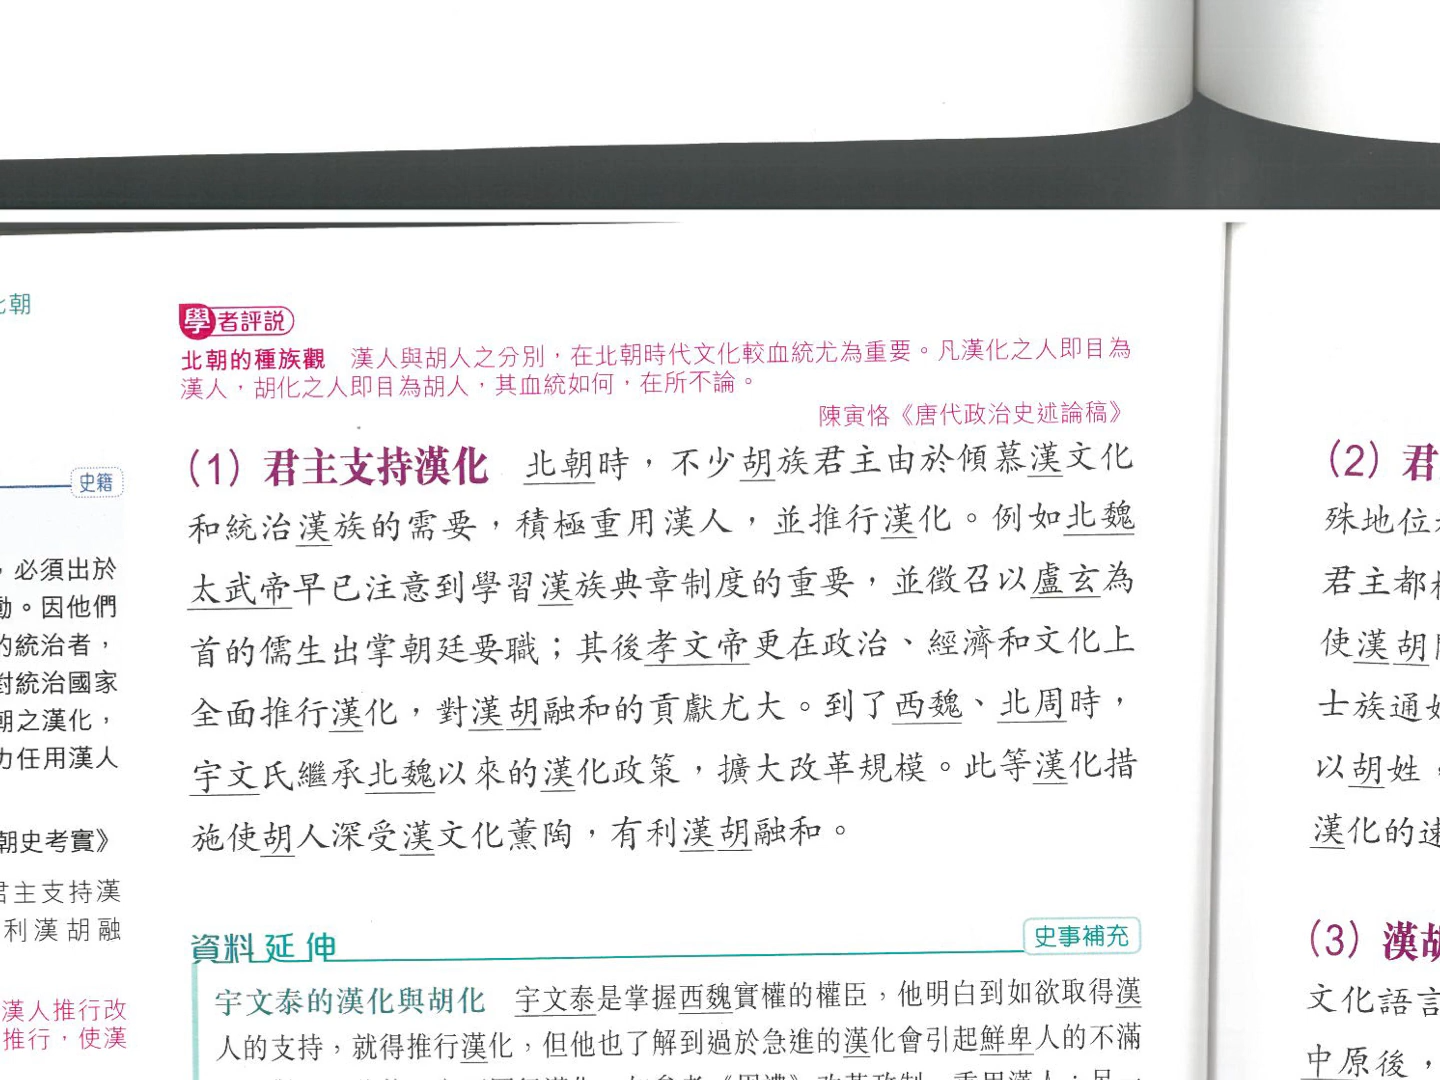 朝
史籍
，必須出於
動。因他們
的統治者，
對統治國家
朝之漢化，
力任用漢人
朝史考實》
君主支持漢
利漢胡融
漢人推行改
推行，使漢
學者評説
北朝的種族觀　漢人與胡人之分別，在北朝時代文化較血統尤為重要。凡漢化之人即目為
漢人，胡化之人即目為胡人，其血統如何，在所不論。
陳寅恪《唐代政治史述論稿》
（1）君主支持漢化　北朝時，不少胡族君主由於傾慕漢文化
和統治漢族的需要，積極重用漢人，並推行漢化。例如北魏
太武帝早已注意到學習漢族典章制度的重要，並徵召以盧玄為
首的儒生出掌朝廷要職；其後孝文帝更在政治、經濟和文化上
全面推行漢化，對漢胡融和的貢獻尤大。到了西魏、北周時，
宇文氏繼承北魏以來的漢化政策，擴大改革規模。此等漢化措
施使胡人深受漢文化薰陶，有利漢胡融和。
資料延伸
史事補充
宇文泰的漢化與胡化　宇文泰是掌握西魏實權的權臣，他明白到如欲取得漢
人的支持，就得推行漢化，但他也了解到過於急進的漢化會引起鮮卑人的不滿
（2）君
殊地位
君主都
使漢胡
士族通
以胡姓，
漢化的速
（3）漢胡
文化語言
中原後，